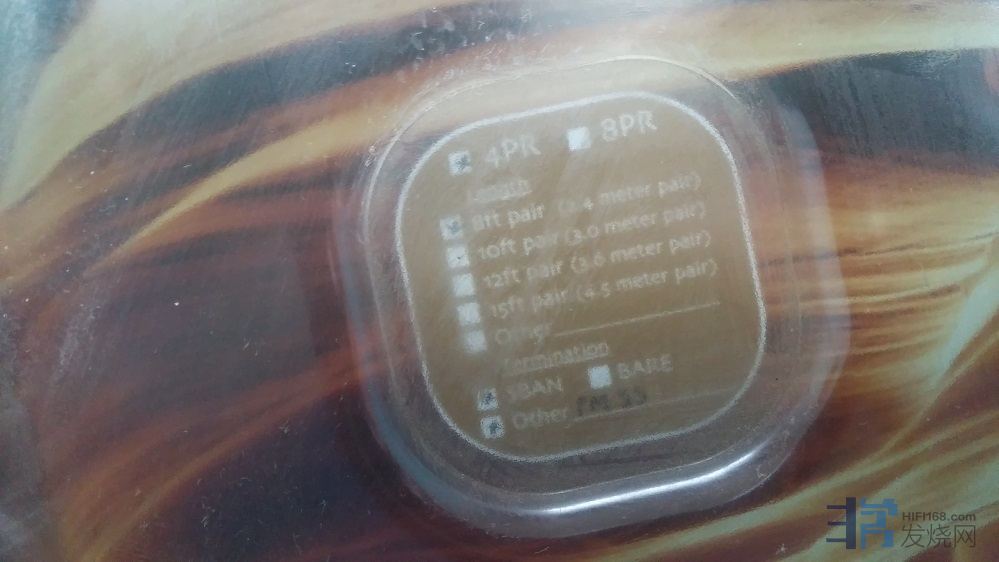 4PR 8PR
Length
8ft pair (2.4 meter pair)
10ft pair (3.0 meter pair)
12ft pair (3.6 meter pair)
15ft pair (4.5 meter pair)
Other
Termination
SBAN BARE
Other
HIFI168.com
发烧网